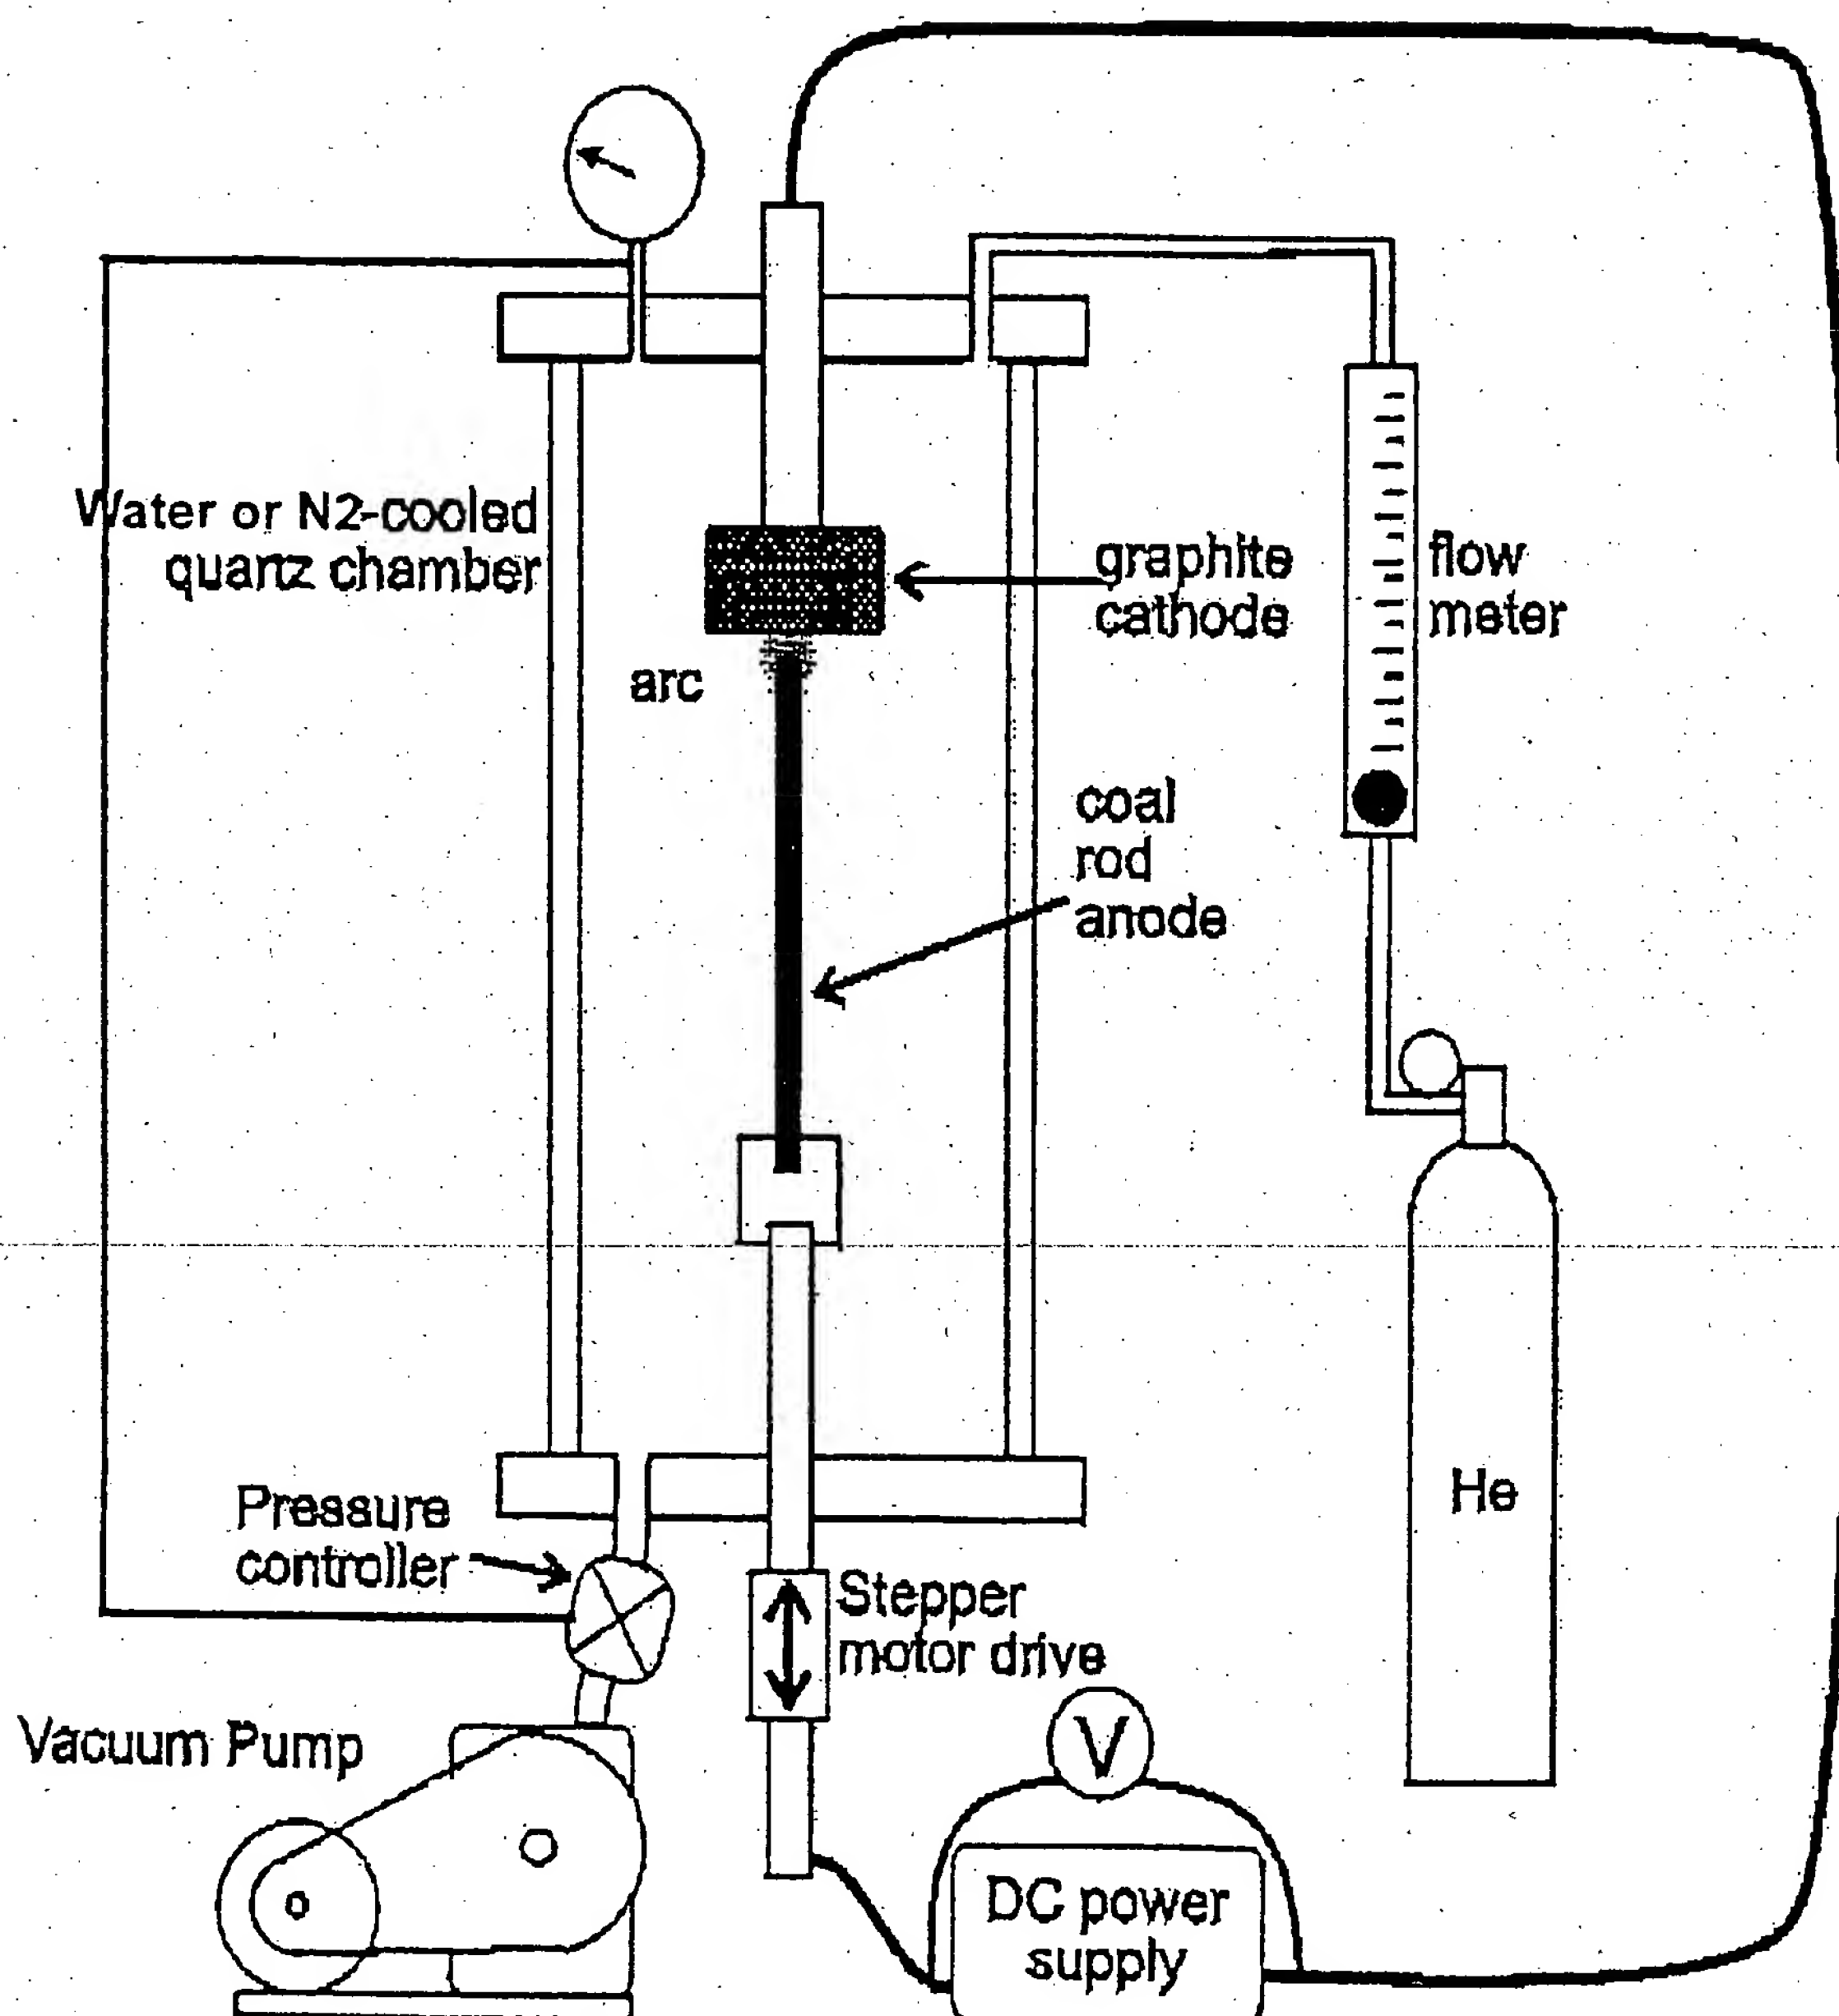 Water or N2-cooled
quartz chamber
graphite
cathode
flow
meter
arc
coal
rod
anode
He
Pressure
controller
Stepper
motor drive
Vacuum Pump
V
DC power
supply